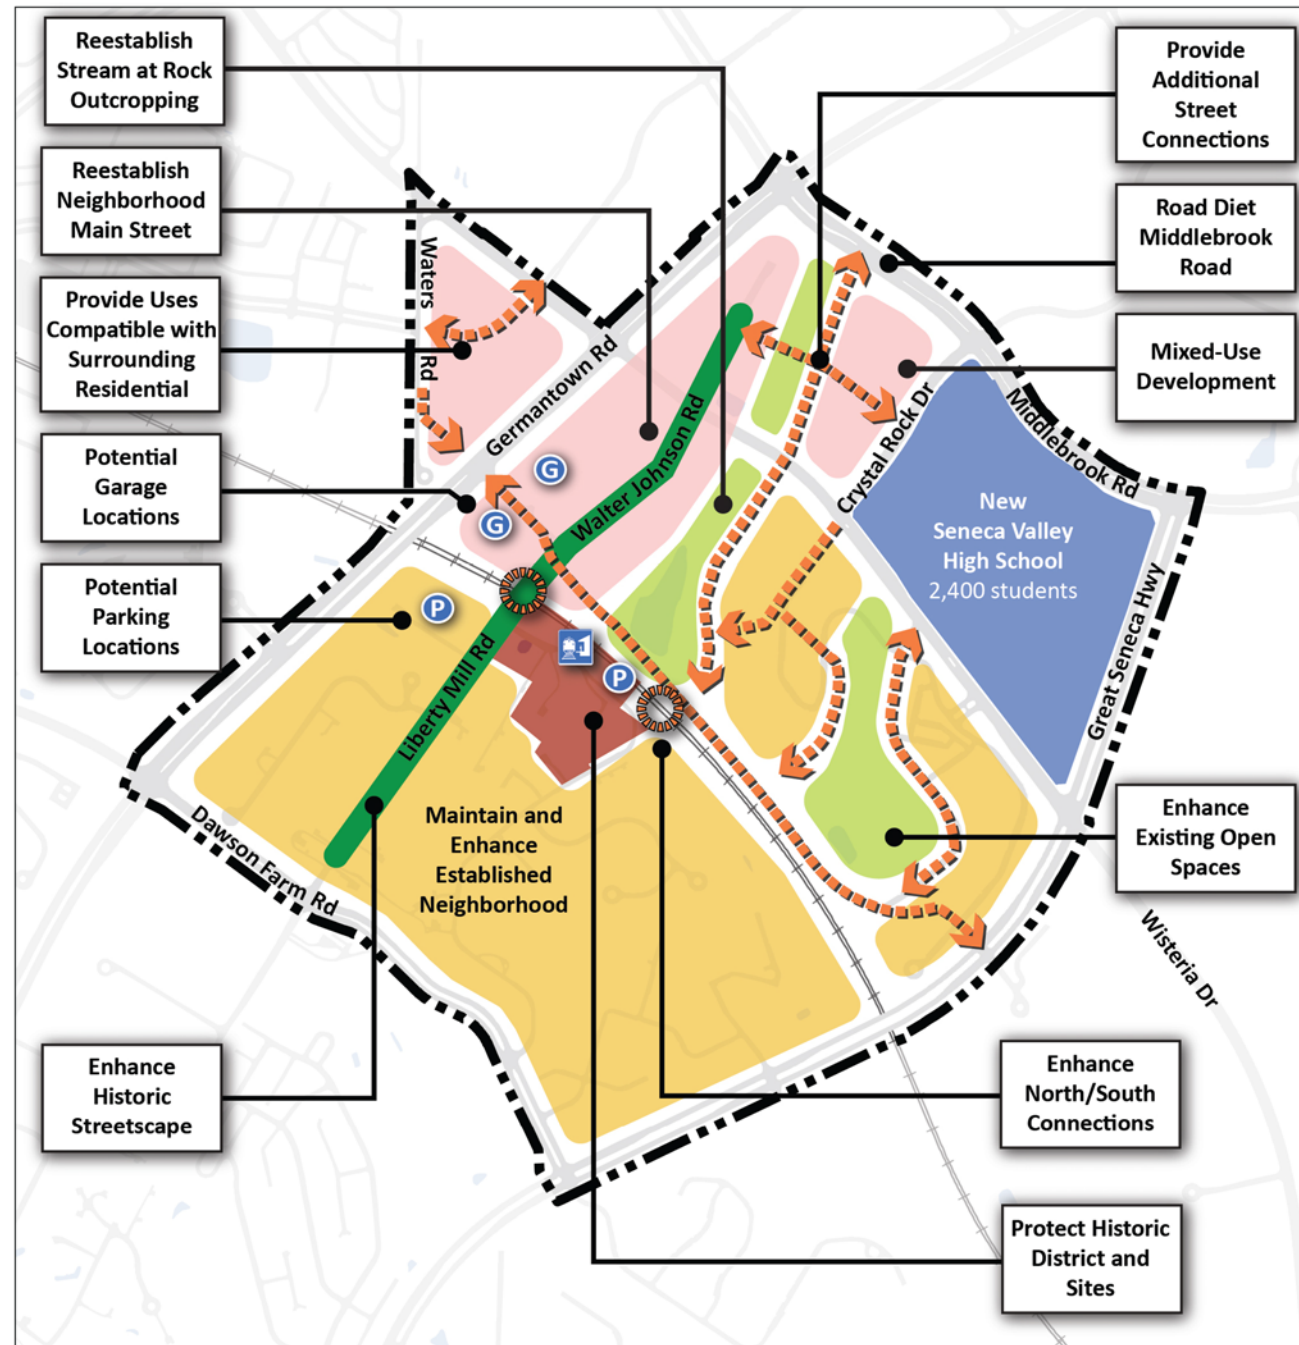 Reestablish
Stream at Rock
Outcropping
Reestablish
Neighborhood
Main Street
Provide Uses
Compatible with
Surrounding
Residential
Potential
Garage
Locations
Potential
Parking
Locations
Enhance
Historic
Streetscape
Provide
Additional
Street
Connections
Road Diet
Middlebrook
Road
Mixed-Use
Development
Enhance
Existing Open
Spaces
Enhance
North/South
Connections
Protect Historic
District and
Sites
Waters Rd
Germantown Rd
Walter Johnson Rd
Crystal Rock Dr
Middlebrook Rd
New
Seneca Valley
High School
2,400 students
Great Seneca Hwy
G
G
P
P
Liberty Mill Rd
Maintain and
Enhance
Established
Neighborhood
Dawson Farm Rd
Wisteria Dr